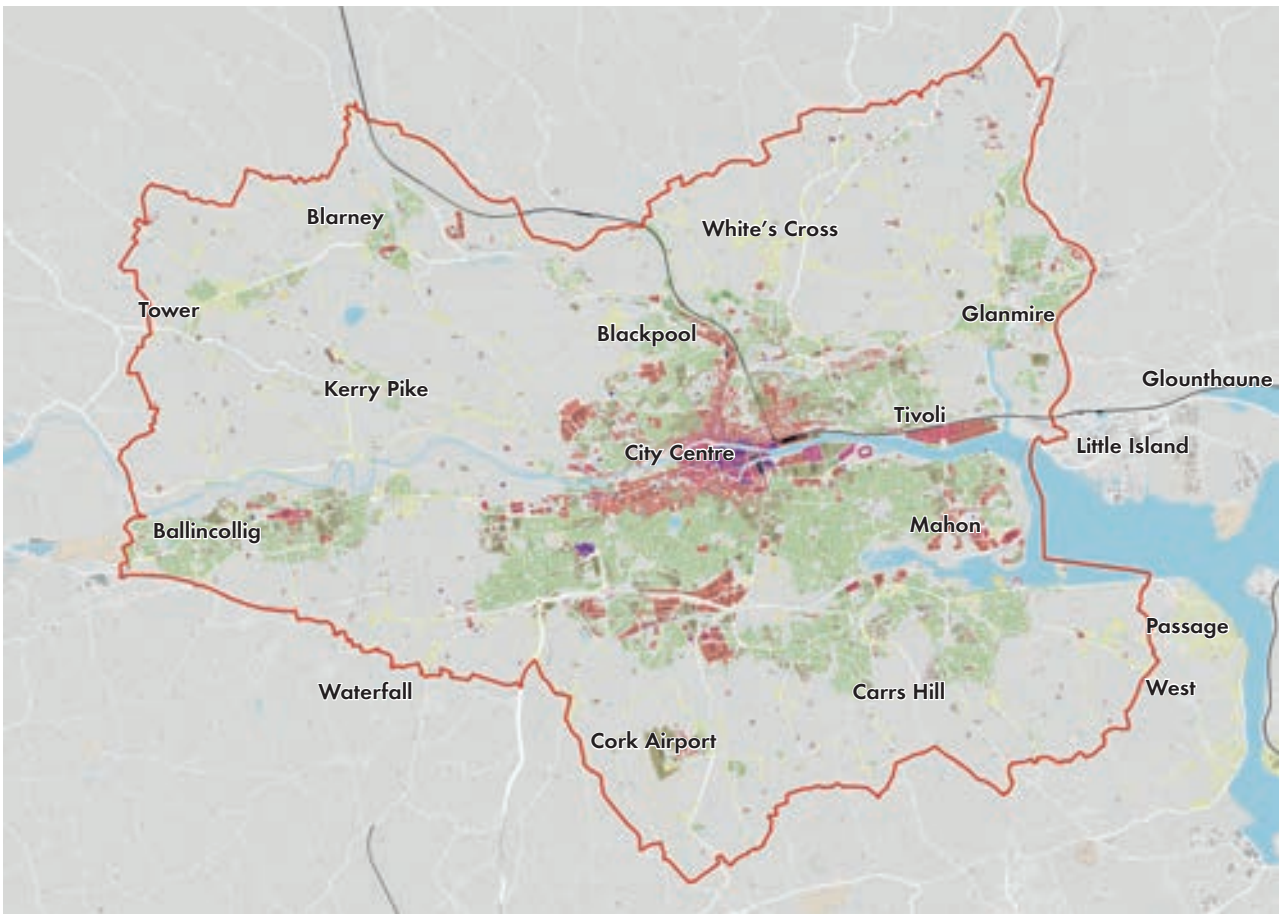 Blarney
White's Cross
Tower
Glanmire
Blackpool
Kerry Pike
Glounthaune
Tivoli
Little Island
City Centre
Mahon
Ballincollig
Passage
West
Waterfall
Carrs Hill
Cork Airport